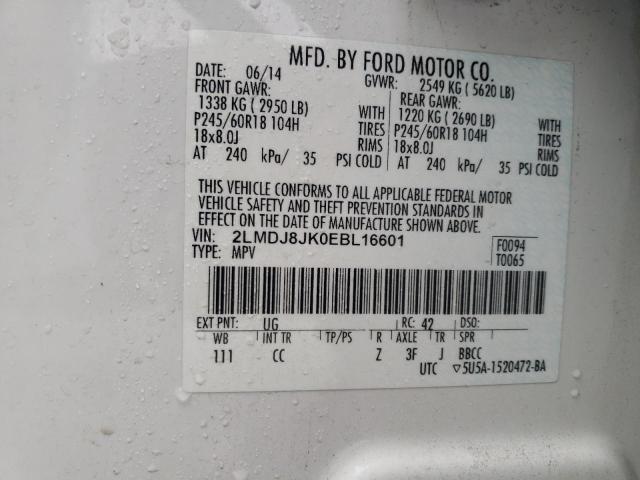 MFD. BY FORD MOTOR CO.
DATE: 06/14 GVWR: 2549 KG ( 5620 LB)
FRONT GAWR: REAR GAWR:
1338 KG ( 2950 LB) WITH 1220 KG ( 2690 LB) WITH
P245/60R18 104H TIRES P245/60R18 104H TIRES
18x8.0J RIMS 18x8.0J RIMS
AT 240 kPa/ 35 PSI COLD AT 240 kPa/ 35 PSI COLD
THIS VEHICLE CONFORMS TO ALL APPLICABLE FEDERAL MOTOR
VEHICLE SAFETY AND THEFT PREVENTION STANDARDS IN
EFFECT ON THE DATE OF MANUFACTURE SHOWN ABOVE.
VIN: 2LMDJ8JK0EBL16601 F0094
TYPE: MPV T0065
EXT PNT: UG RC: 42 DSO:
WB INT TR TP/PS R AXLE TR SPR
111 CC Z 3F J BBCC
UTC ▽5U5A-1520472-BA